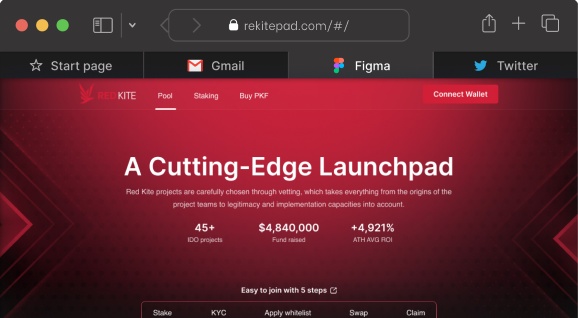 rekitepad.com/#/
Start page
Gmail
Figma
Twitter
RED KITE
Pool
Staking
Buy PKF
Connect Wallet
A Cutting-Edge Launchpad
Red Kite projects are carefully chosen through vetting, which takes everything from the origins of the
project teams to legitimacy and implementation capacities into account.
45+
$4,840,000
+4,921%
IDO projects
Fund raised
ATH AVG ROI
Easy to join with 5 steps
Stake
KYC
Apply whitelist
Swap
Claim